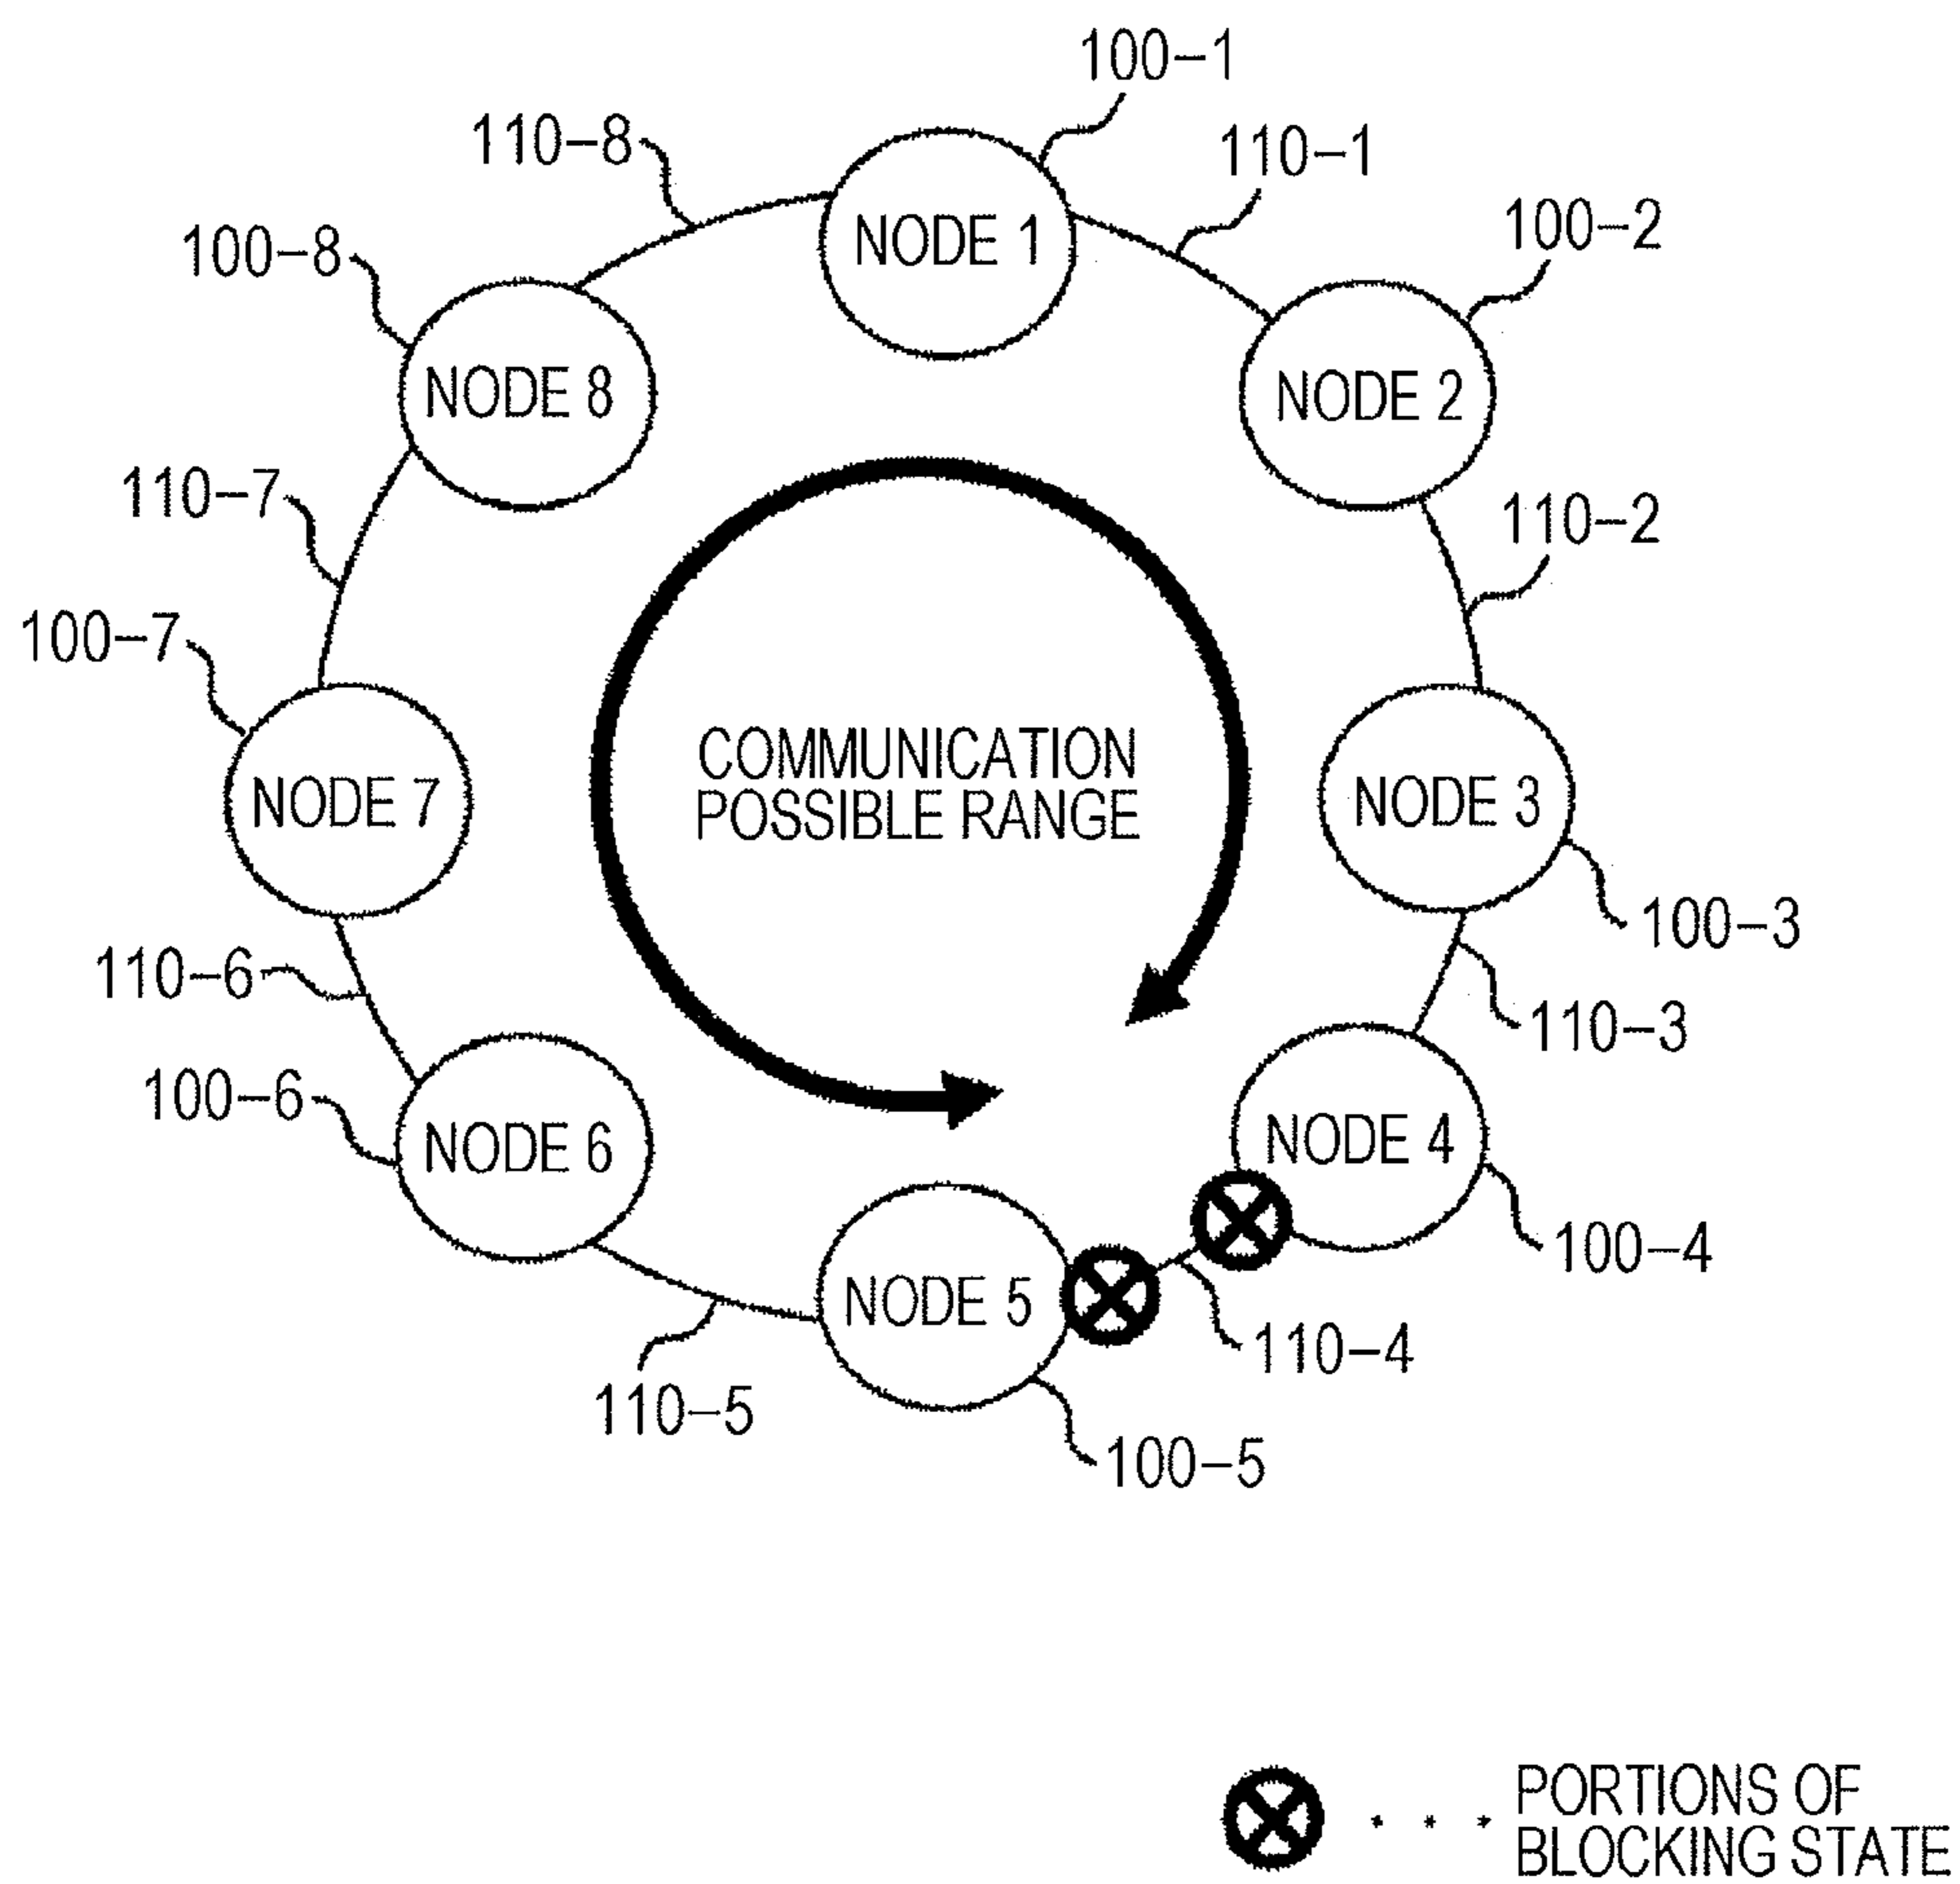 100-1
110-8
110-1
100-2
100-8
NODE 1
NODE 8
NODE 2
110-7
110-2
100-7
COMMUNICATION
POSSIBLE RANGE
NODE 7
NODE 3
100-3
110-6
110-3
100-6
NODE 6
NODE 4
100-4
NODE 5
110-4
110-5
100-5
PORTIONS OF
BLOCKING STATE